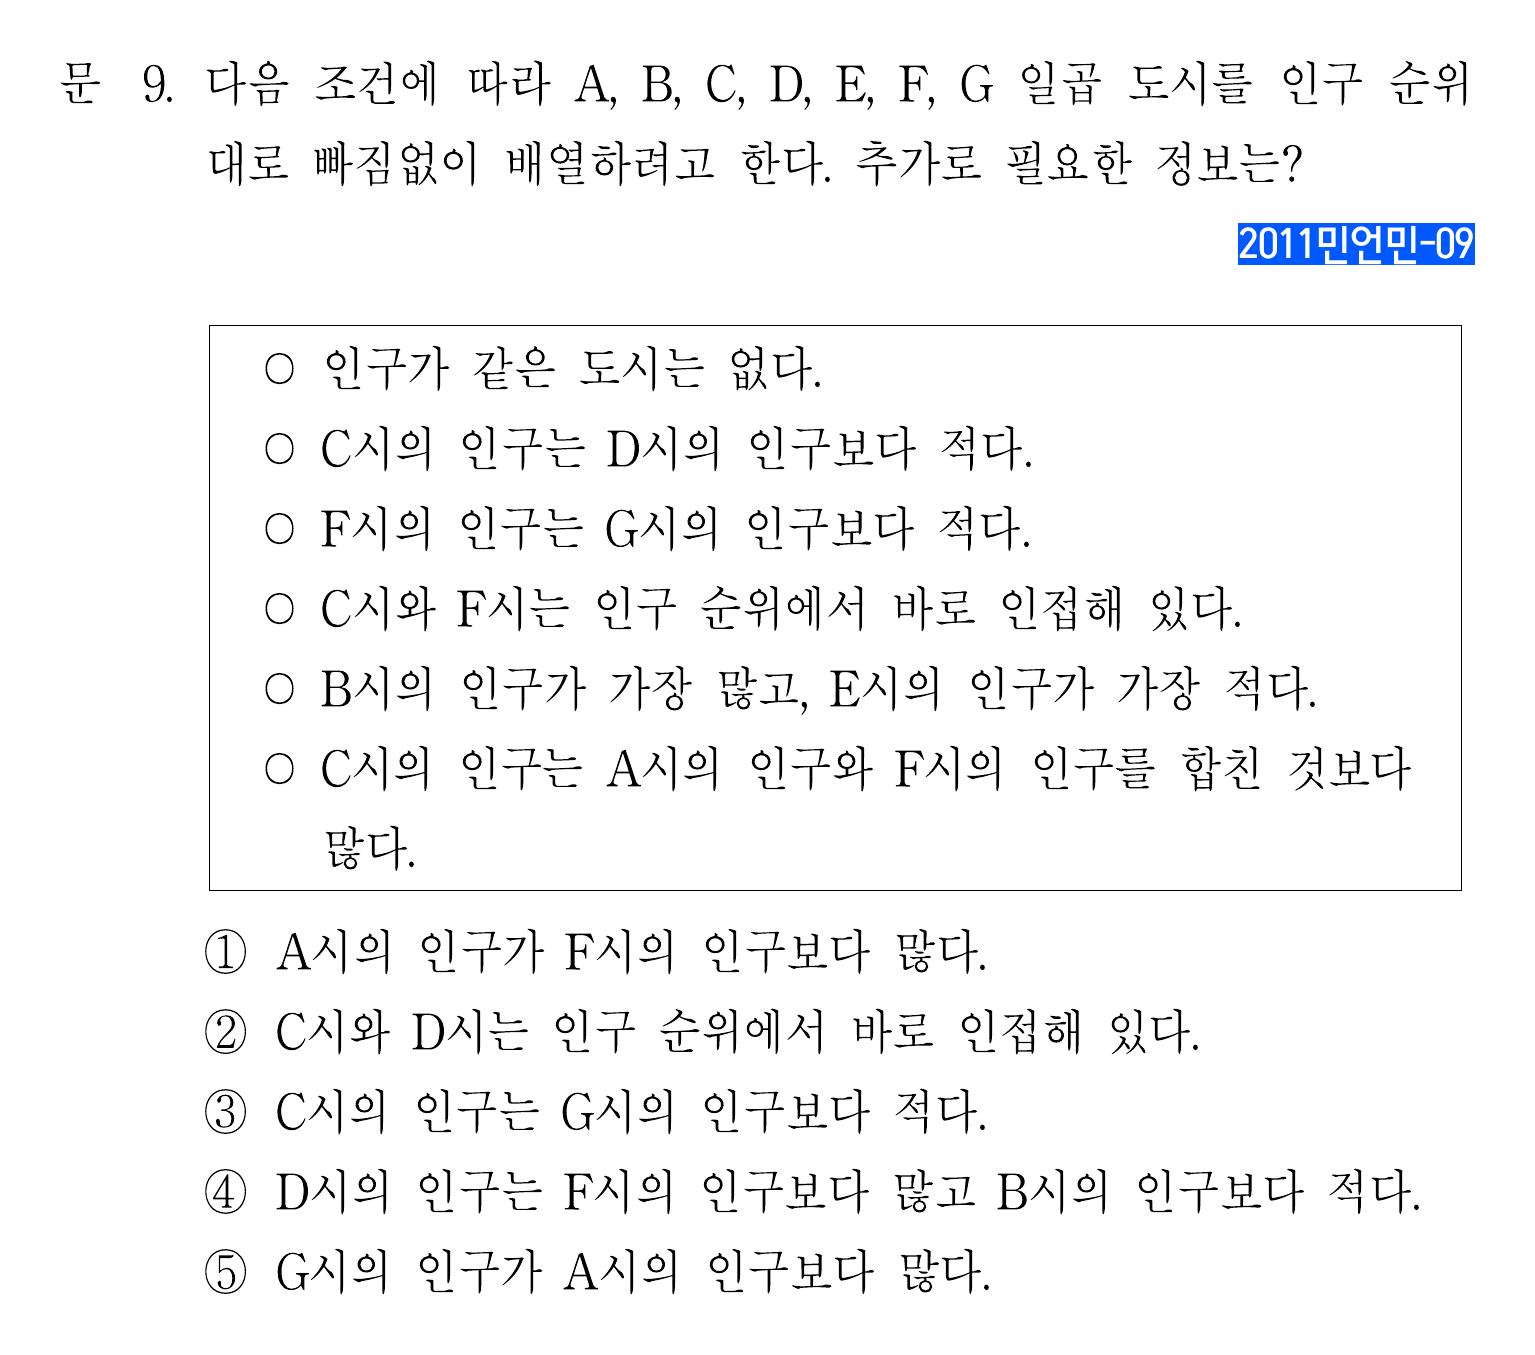 문 9. 다음 조건에 따라 A, B, C, D, E, F, G 일곱 도시를 인구 순위
대로 빠짐없이 배열하려고 한다. 추가로 필요한 정보는?
2011민언민-09
○ 인구가 같은 도시는 없다.
○ C시의 인구는 D시의 인구보다 적다.
○ F시의 인구는 G시의 인구보다 적다.
○ C시와 F시는 인구 순위에서 바로 인접해 있다.
○ B시의 인구가 가장 많고, E시의 인구가 가장 적다.
○ C시의 인구는 A시의 인구와 F시의 인구를 합친 것보다
많다.
① A시의 인구가 F시의 인구보다 많다.
② C시와 D시는 인구 순위에서 바로 인접해 있다.
③ C시의 인구는 G시의 인구보다 적다.
④ D시의 인구는 F시의 인구보다 많고 B시의 인구보다 적다.
⑤ G시의 인구가 A시의 인구보다 많다.